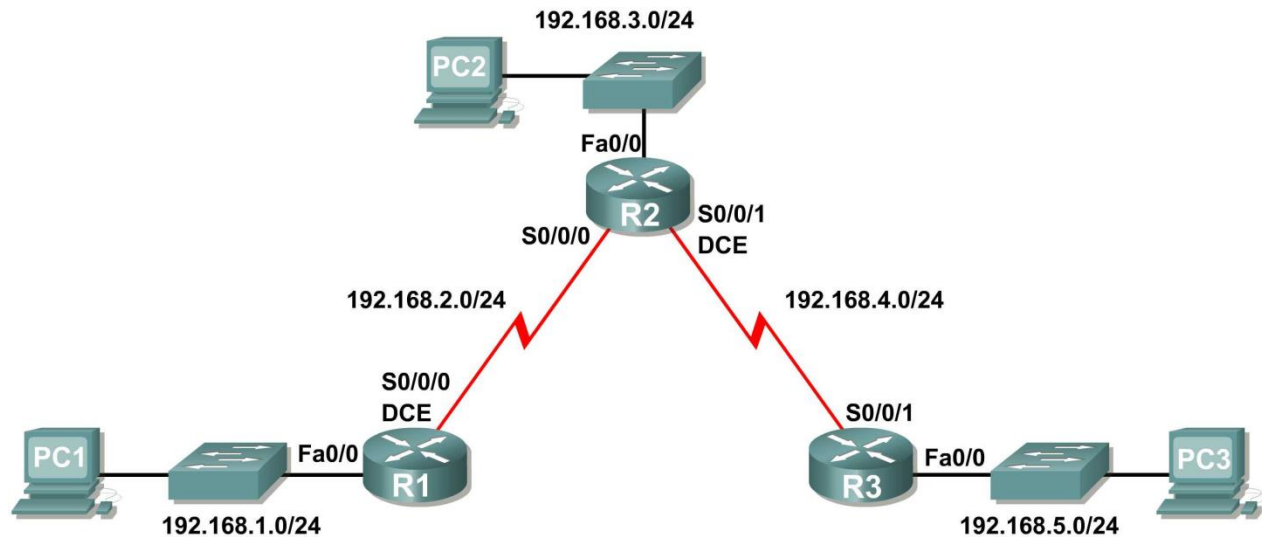 192.168.3.0/24
PC2
Fa0/0
R2
S0/0/1
DCE
S0/0/0
192.168.2.0/24
192.168.4.0/24
S0/0/0
DCE
S0/0/1
PC1
Fa0/0
R1
R3
Fa0/0
PC3
192.168.1.0/24
192.168.5.0/24